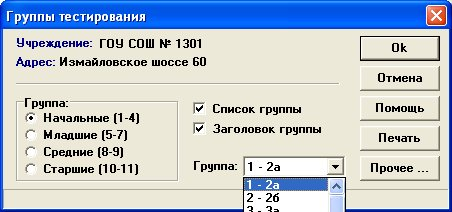 Группы тестирования
Учреждение: ГОУ СОШ № 1301
Адрес: Измайловское шоссе 60
Ok
Отмена
Помощь
Печать
Прочее ...
Группа:
Начальные (1-4)
Младшие (5-7)
Средние (8-9)
Старшие (10-11)
Список группы
Заголовок группы
Группа: 1 - 2а
1 - 2а
2 - 2б
3 - 3а